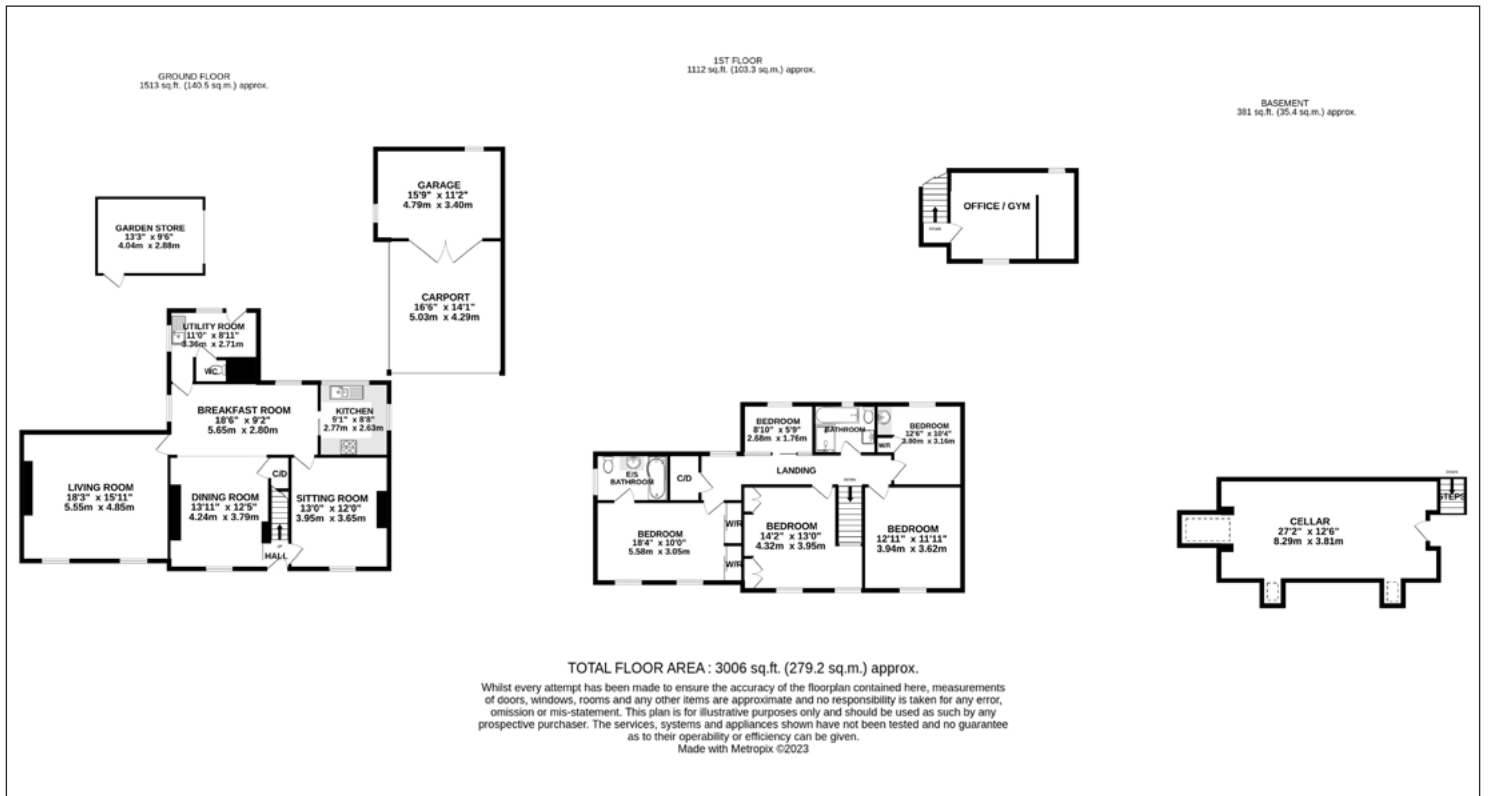 GROUND FLOOR
1513 sq.ft. (140.5 sq.m.) approx.
1ST FLOOR
1112 sq.ft. (103.3 sq.m.) approx.
BASEMENT
381 sq.ft. (35.4 sq.m.) approx.
GARAGE
15'9" x 11'2"
4.79m x 3.40m
GARDEN STORE
13'3" x 9'6"
4.04m x 2.88m
CARPORT
16'6" x 14'1"
5.03m x 4.29m
UTILITY ROOM
11'0" x 8'11"
3.36m x 2.71m
WC
BREAKFAST ROOM
18'6" x 9'2"
5.65m x 2.80m
KITCHEN
9'1" x 8'8"
2.77m x 2.63m
LIVING ROOM
18'3" x 15'11"
5.55m x 4.85m
DINING ROOM
13'11" x 12'5"
4.24m x 3.79m
C/D
SITTING ROOM
13'0" x 12'0"
3.95m x 3.65m
UP
HALL
OFFICE / GYM
DOWN
BEDROOM
8'10" x 5'9"
2.68m x 1.76m
BATHROOM
BEDROOM
12'6" x 10'4"
3.80m x 3.16m
W/R
LANDING
E/S
BATHROOM
C/D
DOWN
BEDROOM
18'4" x 10'0"
5.58m x 3.05m
W/R
W/R
BEDROOM
14'2" x 13'0"
4.32m x 3.95m
BEDROOM
12'11" x 11'11"
3.94m x 3.62m
DOWN
STEPS
CELLAR
27'2" x 12'6"
8.29m x 3.81m
TOTAL FLOOR AREA : 3006 sq.ft. (279.2 sq.m.) approx.
Whilst every attempt has been made to ensure the accuracy of the floorplan contained here, measurements
of doors, windows, rooms and any other items are approximate and no responsibility is taken for any error,
omission or mis-statement. This plan is for illustrative purposes only and should be used as such by any
prospective purchaser. The services, systems and appliances shown have not been tested and no guarantee
as to their operability or efficiency can be given.
Made with Metropix ©2023